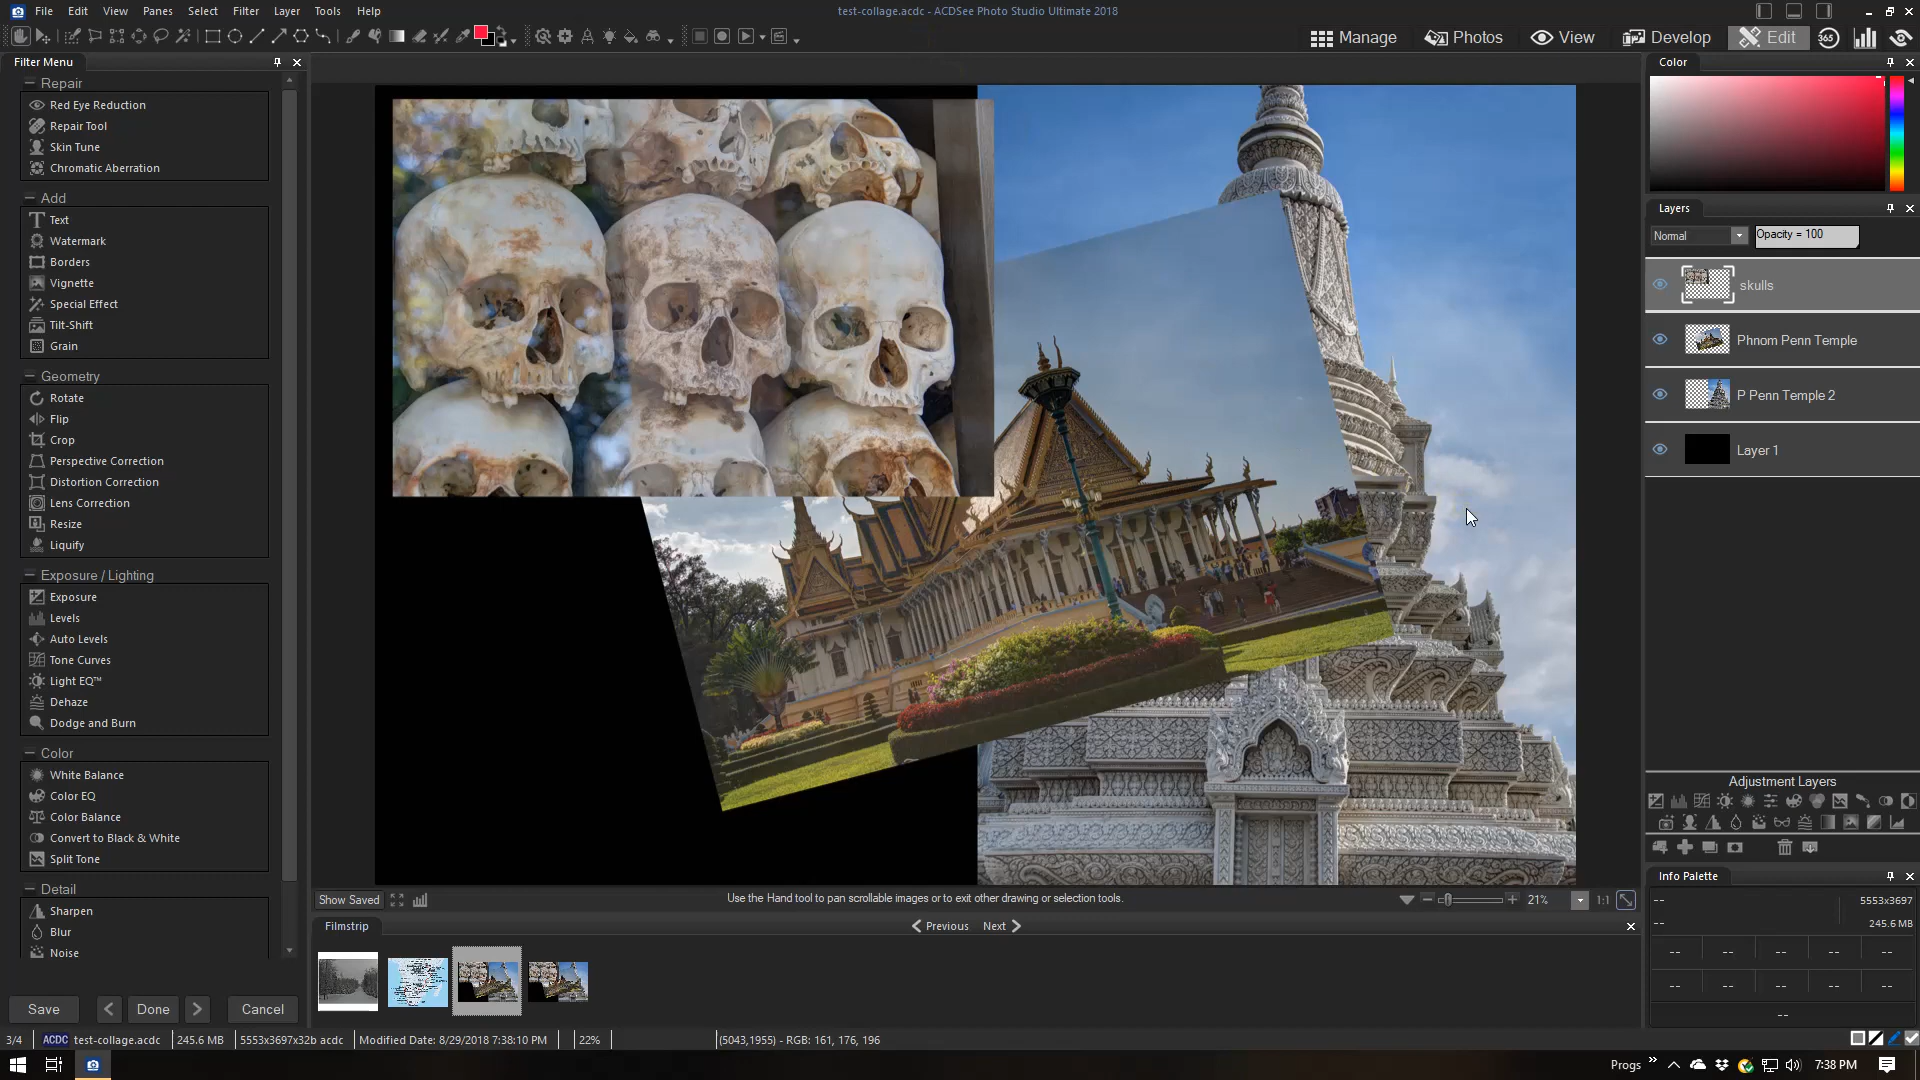 File Edit View Panes Select Filter Layer Tools Help
test-collage.acdc - ACDSee Photo Studio Ultimate 2018
Manage Photos View Develop Edit 365
Filter Menu
Repair
Red Eye Reduction
Repair Tool
Skin Tune
Chromatic Aberration
Add
Text
Watermark
Borders
Vignette
Special Effect
Tilt-Shift
Grain
Geometry
Rotate
Flip
Crop
Perspective Correction
Distortion Correction
Lens Correction
Resize
Liquify
Exposure / Lighting
Exposure
Levels
Auto Levels
Tone Curves
Light EQ™
Dehaze
Dodge and Burn
Color
White Balance
Color EQ
Color Balance
Convert to Black & White
Split Tone
Detail
Sharpen
Blur
Noise
Save Done Cancel
Color
Layers
Normal Opacity = 100
skulls
Phnom Penn Temple
P Penn Temple 2
Layer 1
Adjustment Layers
Info Palette
-- 5553x3697
-- 245.6 MB
-- -- -- -- --
-- -- -- -- --
--
Show Saved Use the Hand tool to pan scrollable images or to exit other drawing or selection tools. 21% 1:1
Filmstrip Previous Next
3/4 ACDC test-collage.acdc 245.6 MB 5553x3697x32b acdc Modified Date: 8/29/2018 7:38:10 PM 22% (5043,1955) - RGB: 161, 176, 196
Progs 7:38 PM